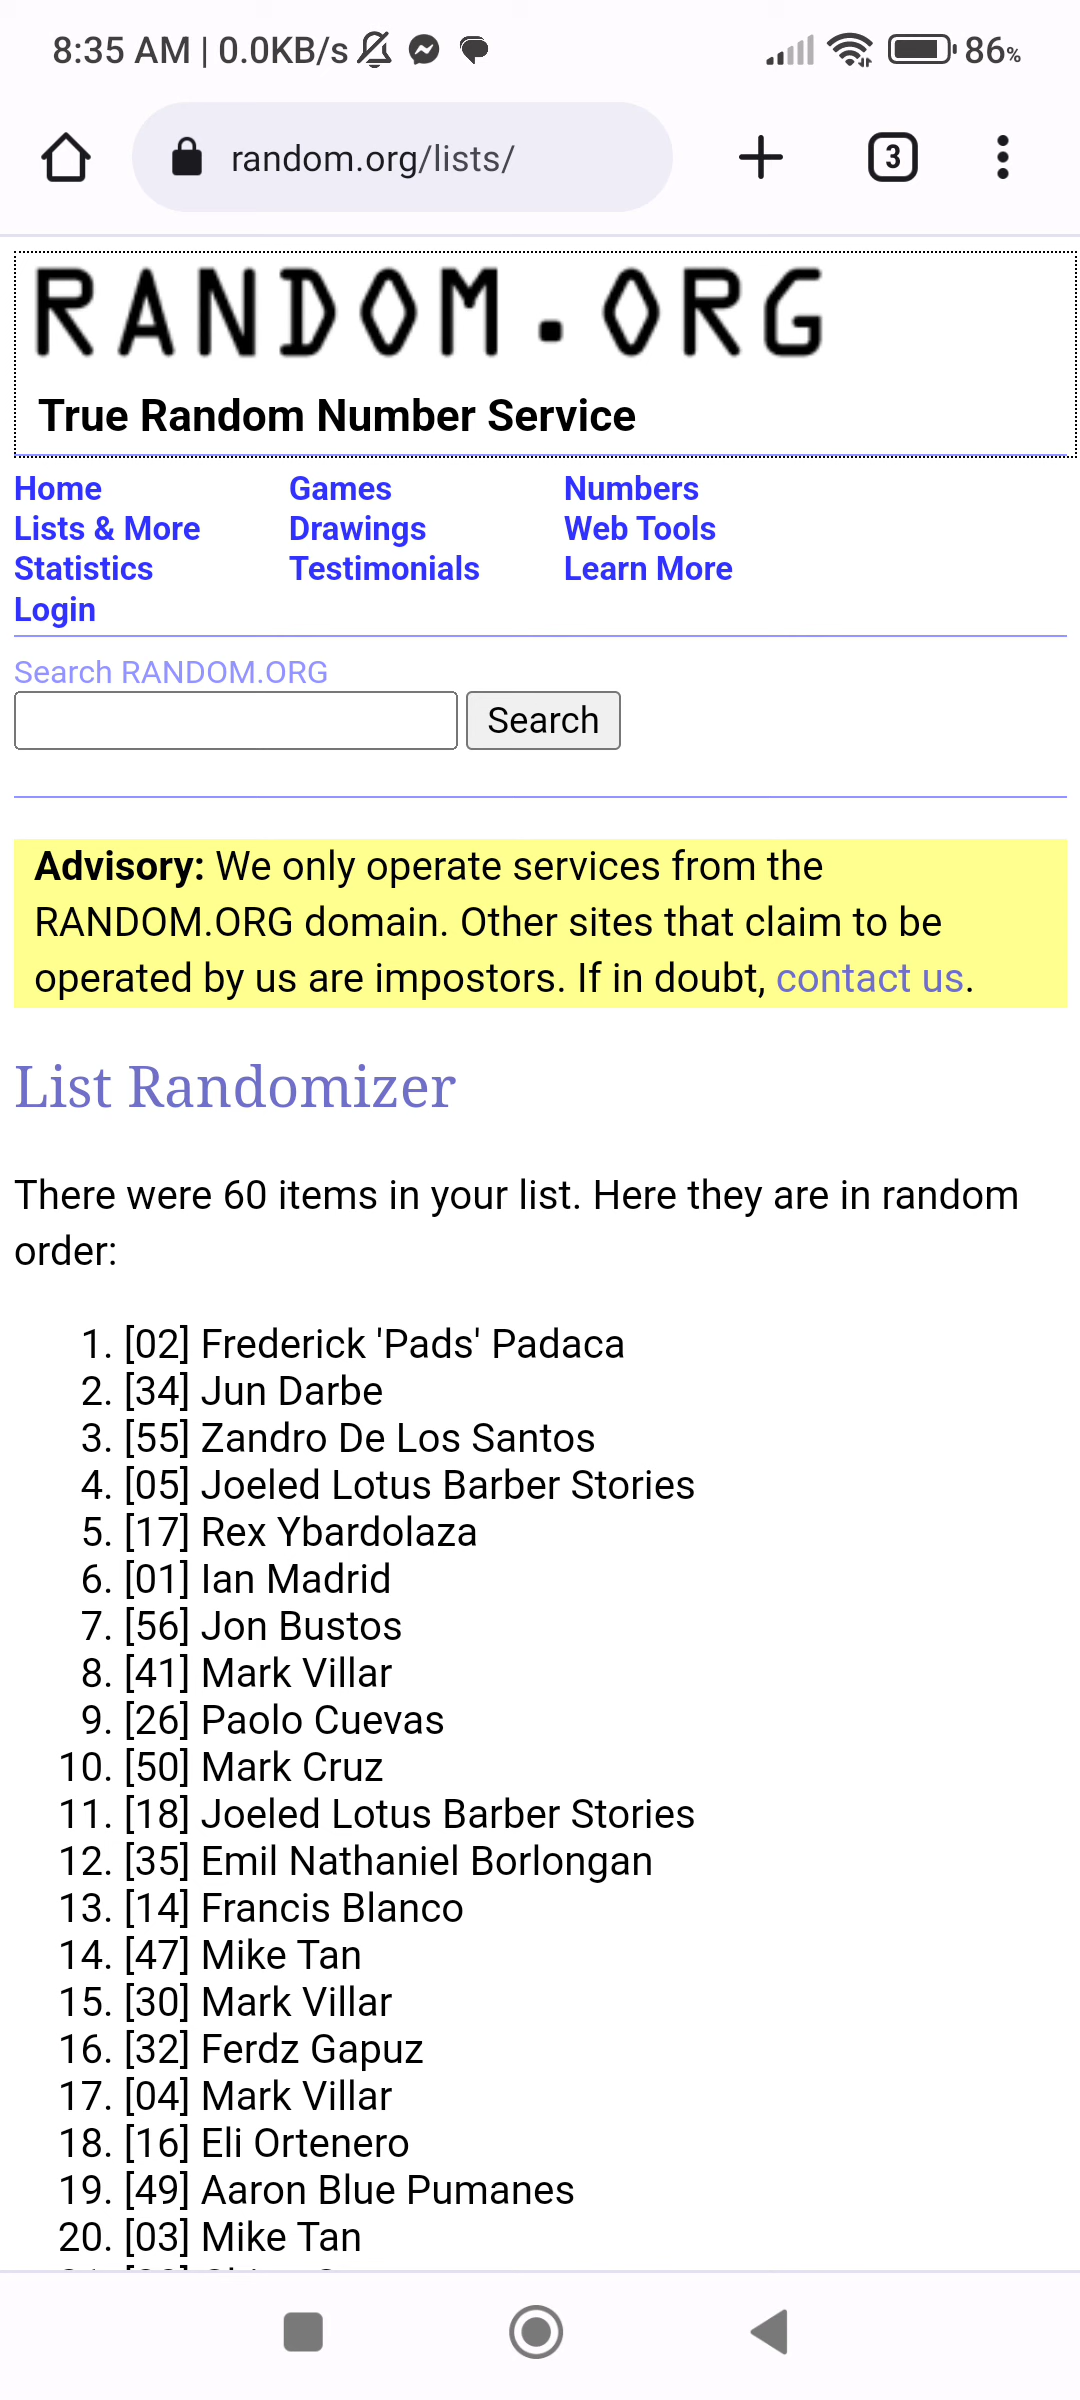 8:35 AM | 0.0KB/s 86%
random.org/lists/ 3
RANDOM.ORG
True Random Number Service
Home Games Numbers
Lists & More Drawings Web Tools
Statistics Testimonials Learn More
Login
Search RANDOM.ORG
Search
Advisory: We only operate services from the
RANDOM.ORG domain. Other sites that claim to be
operated by us are impostors. If in doubt, contact us.
List Randomizer
There were 60 items in your list. Here they are in random
order:
1. [02] Frederick 'Pads' Padaca
2. [34] Jun Darbe
3. [55] Zandro De Los Santos
4. [05] Joeled Lotus Barber Stories
5. [17] Rex Ybardolaza
6. [01] Ian Madrid
7. [56] Jon Bustos
8. [41] Mark Villar
9. [26] Paolo Cuevas
10. [50] Mark Cruz
11. [18] Joeled Lotus Barber Stories
12. [35] Emil Nathaniel Borlongan
13. [14] Francis Blanco
14. [47] Mike Tan
15. [30] Mark Villar
16. [32] Ferdz Gapuz
17. [04] Mark Villar
18. [16] Eli Ortenero
19. [49] Aaron Blue Pumanes
20. [03] Mike Tan